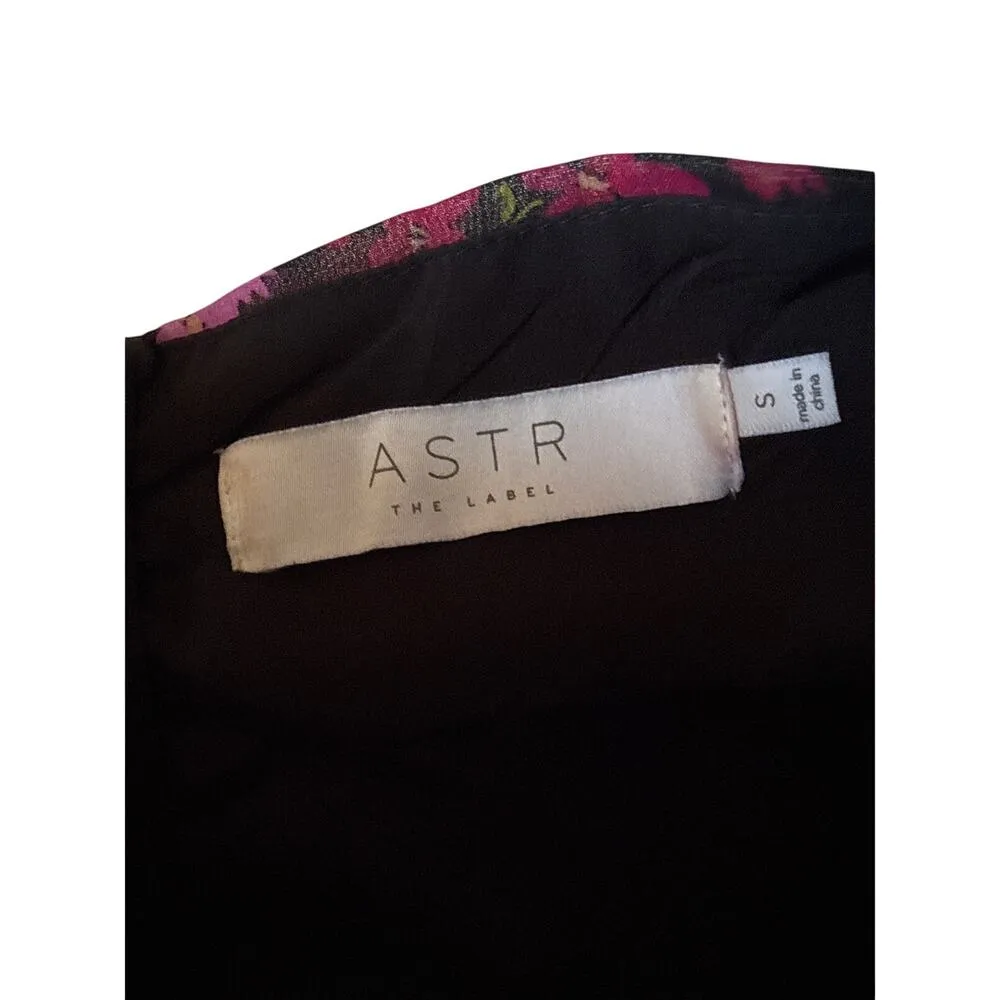 ASTR
THE LABEL
S
made in
china